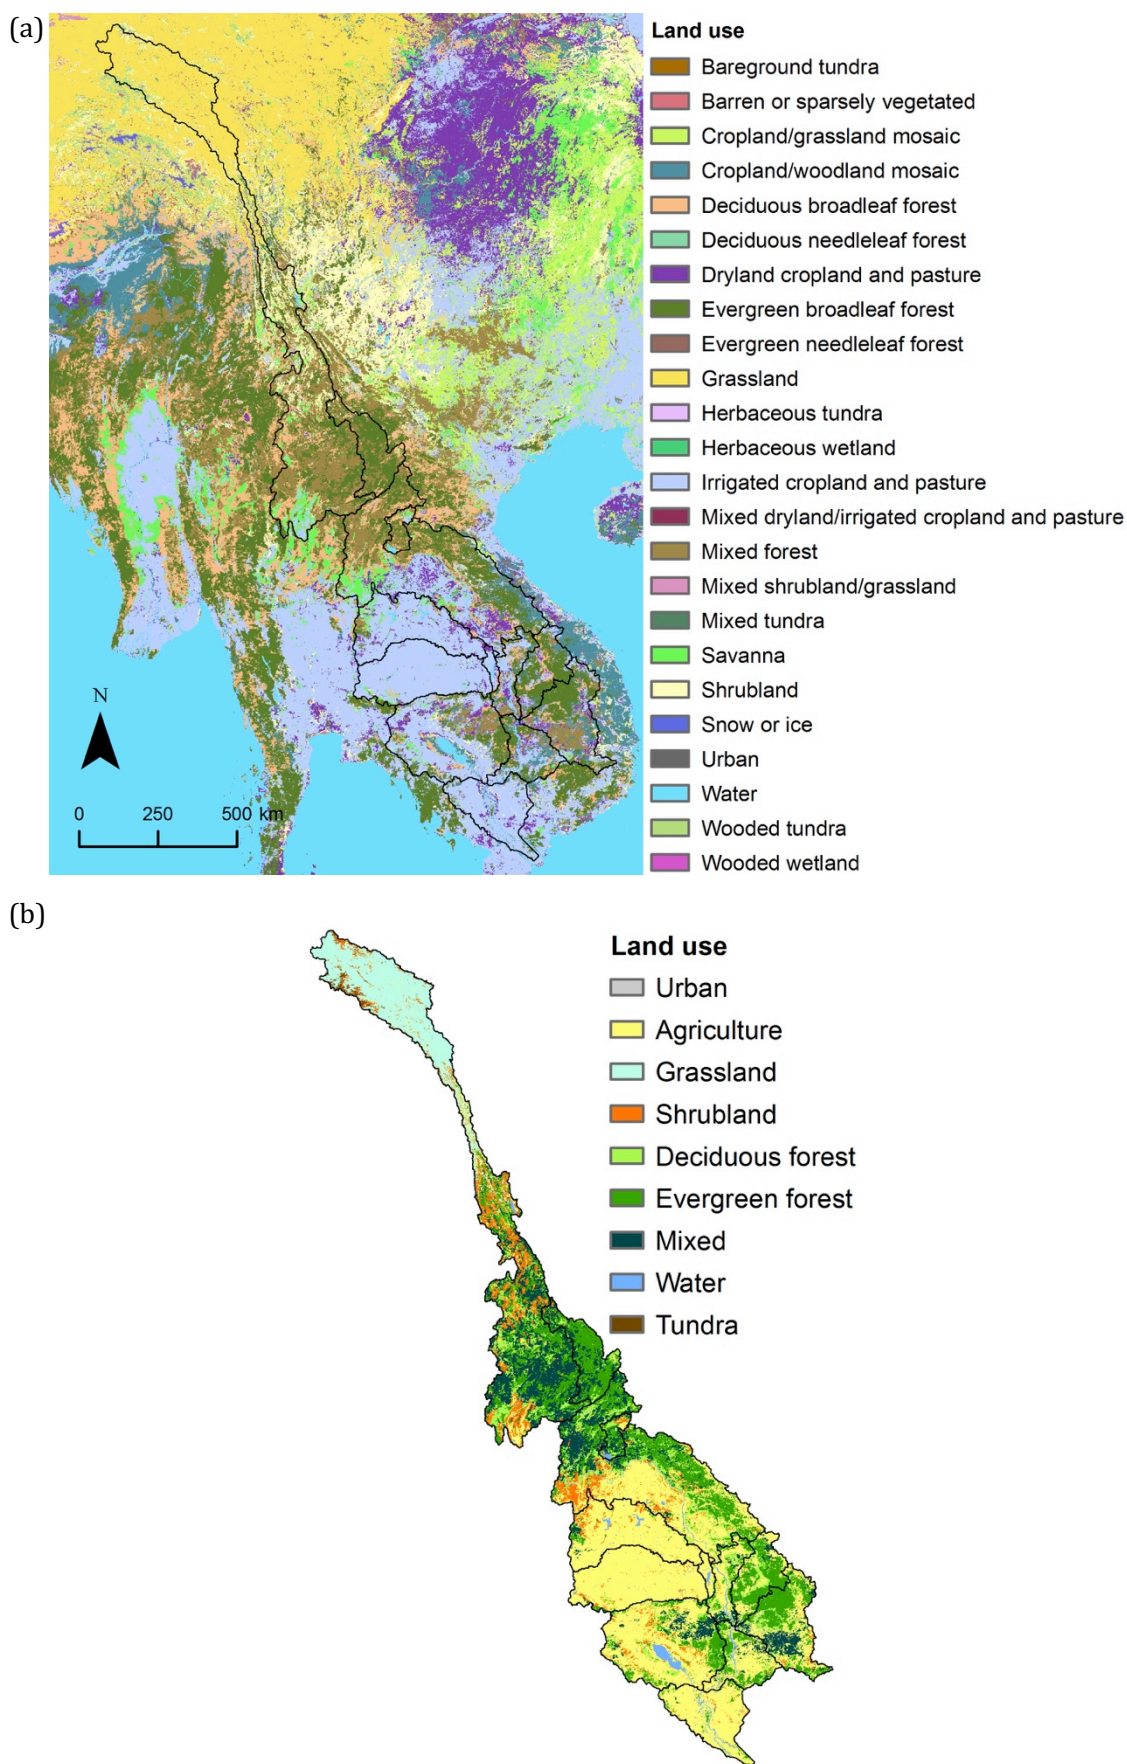 (a)
Land use
Bareground tundra
Barren or sparsely vegetated
Cropland/grassland mosaic
Cropland/woodland mosaic
Deciduous broadleaf forest
Deciduous needleleaf forest
Dryland cropland and pasture
Evergreen broadleaf forest
Evergreen needleleaf forest
Grassland
Herbaceous tundra
Herbaceous wetland
Irrigated cropland and pasture
Mixed dryland/irrigated cropland and pasture
Mixed forest
Mixed shrubland/grassland
Mixed tundra
Savanna
Shrubland
Snow or ice
Urban
Water
Wooded tundra
Wooded wetland
N
0 250 500 km
(b)
Land use
Urban
Agriculture
Grassland
Shrubland
Deciduous forest
Evergreen forest
Mixed
Water
Tundra